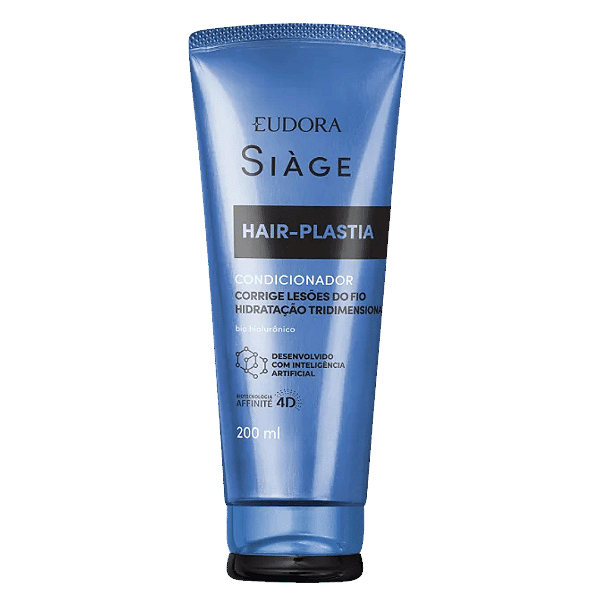 EUDORA
SIÀGE
HAIR-PLASTIA
CONDICIONADOR
CORRIGE LESÕES DO FIO
HIDRATAÇÃO TRIDIMENSIONA
bio hialurônico
DESENVOLVIDO
COM INTELIGÊNCIA
ARTIFICIAL
BIOTECNOLOGIA
AFFINITÉ 4D
200 ml